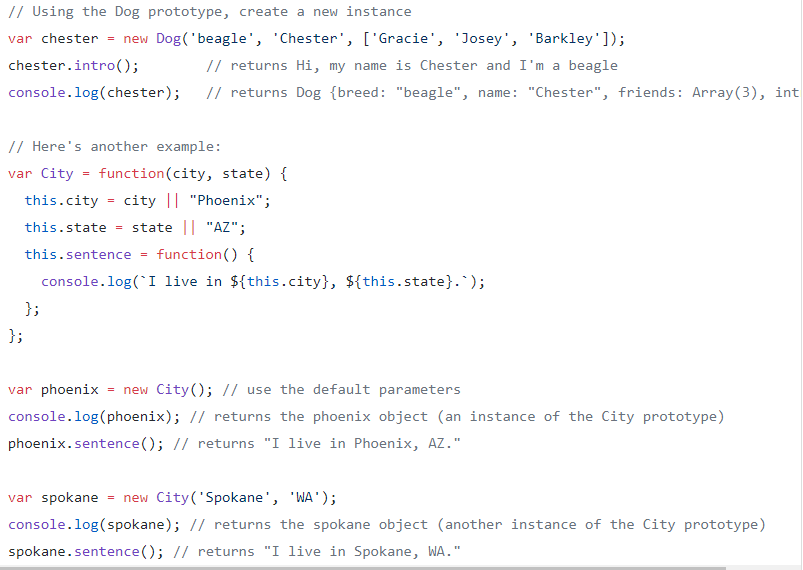 // Using the Dog prototype, create a new instance
var chester = new Dog('beagle', 'Chester', ['Gracie', 'Josey', 'Barkley']);
chester.intro();        // returns Hi, my name is Chester and I'm a beagle
console.log(chester);   // returns Dog {breed: "beagle", name: "Chester", friends: Array(3), int
// Here's another example:
var City = function(city, state) {
  this.city = city || "Phoenix";
  this.state = state || "AZ";
  this.sentence = function() {
    console.log(`I live in ${this.city}, ${this.state}.`);
  };
};
var phoenix = new City(); // use the default parameters
console.log(phoenix); // returns the phoenix object (an instance of the City prototype)
phoenix.sentence(); // returns "I live in Phoenix, AZ."
var spokane = new City('Spokane', 'WA');
console.log(spokane); // returns the spokane object (another instance of the City prototype)
spokane.sentence(); // returns "I live in Spokane, WA."